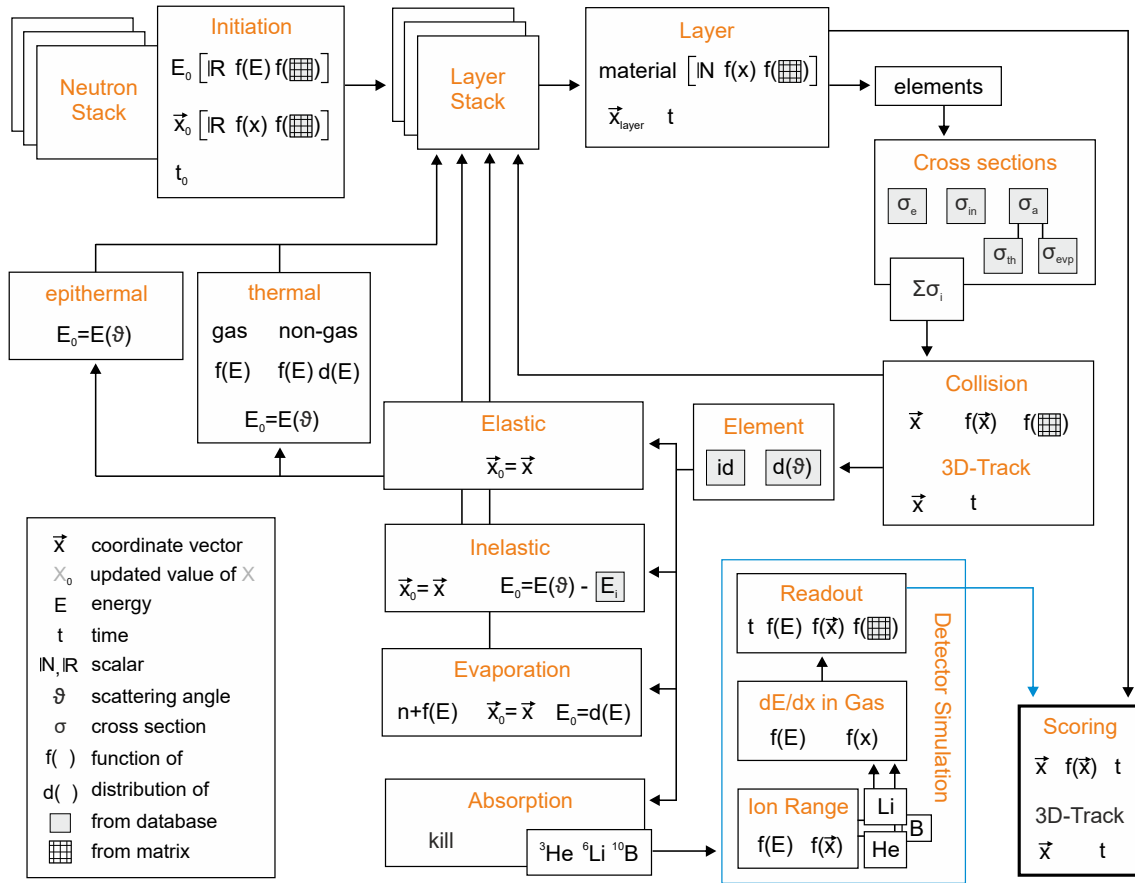 Neutron
Stack
Initiation
E₀ [ℝ f(E) f(▦)]
x⃗₀ [ℝ f(x) f(▦)]
t₀
Layer
Stack
Layer
material [ℕ f(x) f(▦)]
x⃗layer t
elements
Cross sections
σe σin σa
σth σevp
Σσi
epithermal
E₀=E(ϑ)
thermal
gas non-gas
f(E) f(E) d(E)
E₀=E(ϑ)
Collision
x⃗ f(x⃗) f(▦)
3D-Track
x⃗ t
Element
id d(ϑ)
Elastic
x⃗₀= x⃗
Inelastic
x⃗₀= x⃗ E₀=E(ϑ) - Eᵢ
Evaporation
n+f(E) x⃗₀= x⃗ E₀=d(E)
Absorption
kill
³He ⁶Li ¹⁰B
Detector Simulation
Readout
t f(E) f(x⃗) f(▦)
dE/dx in Gas
f(E) f(x)
Ion Range
f(E) f(x⃗)
Li
B
He
Scoring
x⃗ f(x⃗) t
3D-Track
x⃗ t
x⃗ coordinate vector
X₀ updated value of X
E energy
t time
ℕ, ℝ scalar
ϑ scattering angle
σ cross section
f( ) function of
d( ) distribution of
from database
from matrix